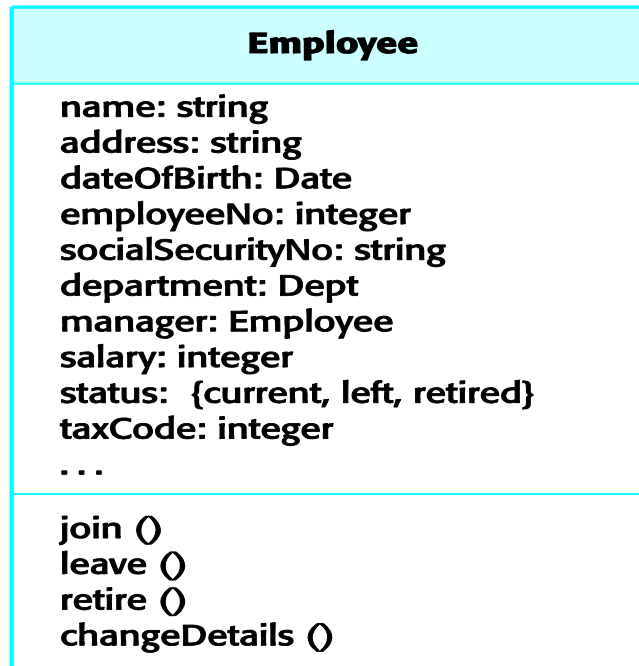 Employee
name: string
address: string
dateOfBirth: Date
employeeNo: integer
socialSecurityNo: string
department: Dept
manager: Employee
salary: integer
status: {current, left, retired}
taxCode: integer
. . .
join ()
leave ()
retire ()
changeDetails ()